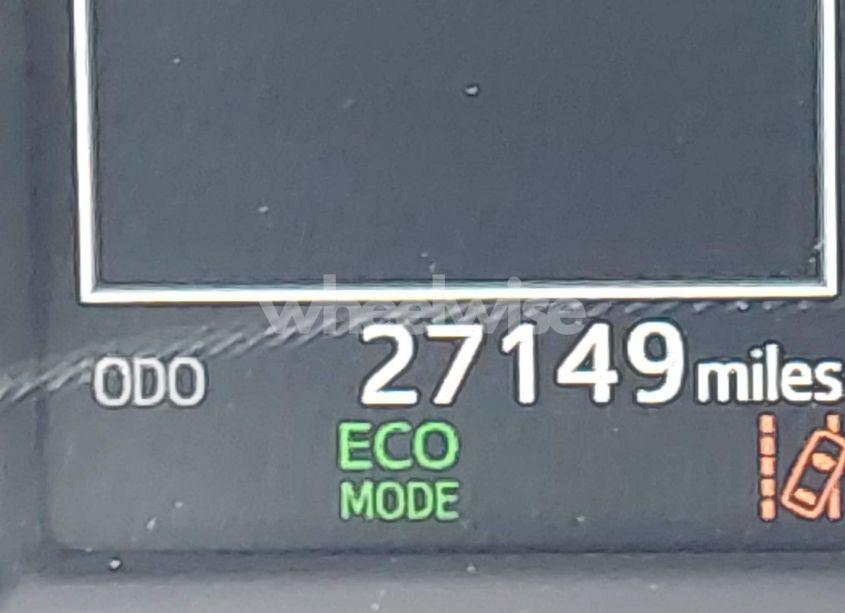 wheelwise
ODO 27149 miles
ECO
MODE